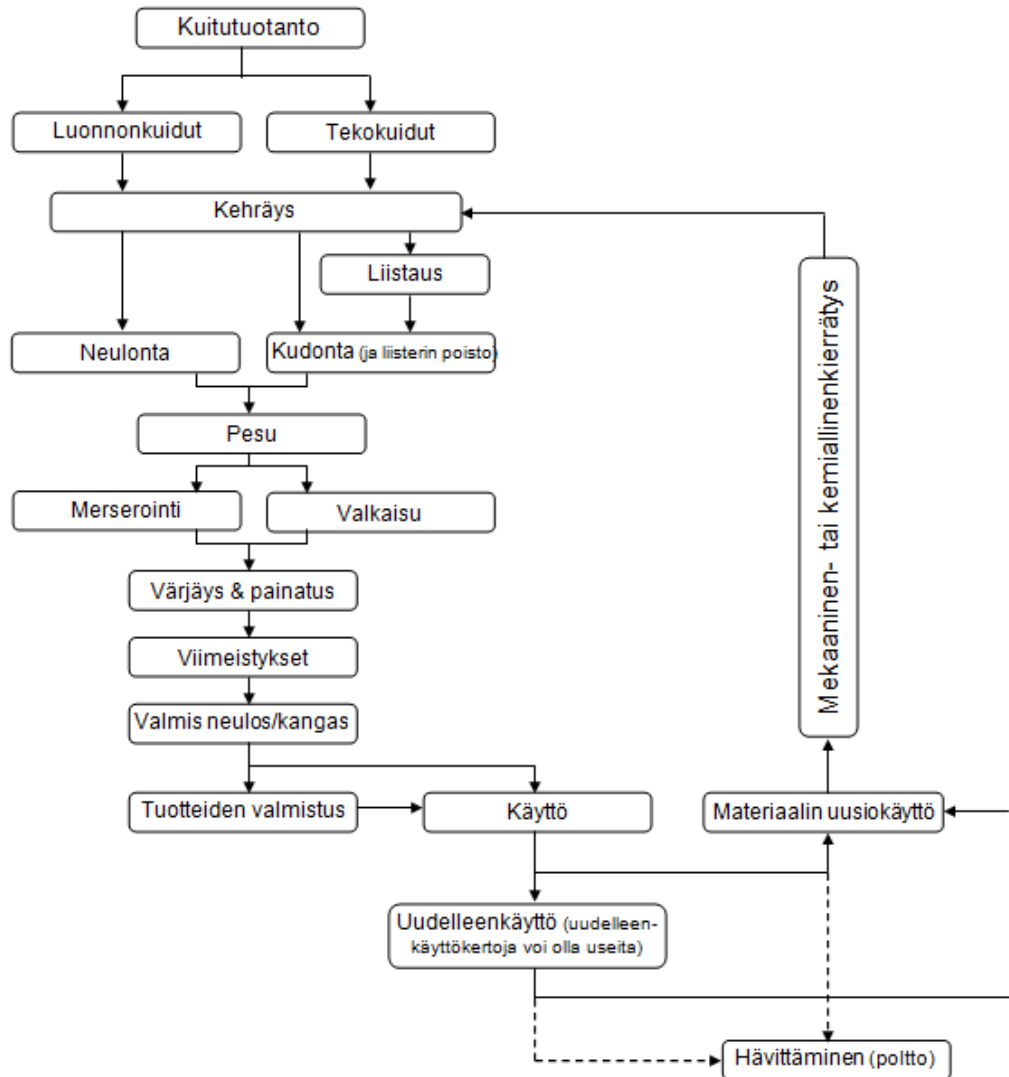 Kuitutuotanto
Luonnonkuidut
Tekokuidut
Kehräys
Liistaus
Neulonta
Kudonta (ja liisterin poisto)
Pesu
Merserointi
Valkaisu
Värjäys & painatus
Viimeistykset
Valmis neulos/kangas
Tuotteiden valmistus
Käyttö
Materiaalin uusiokäyttö
Mekaaninen- tai kemiallinenkierrätys
Uudelleenkäyttö (uudelleen-
käyttökertoja voi olla useita)
Hävittäminen (poltto)